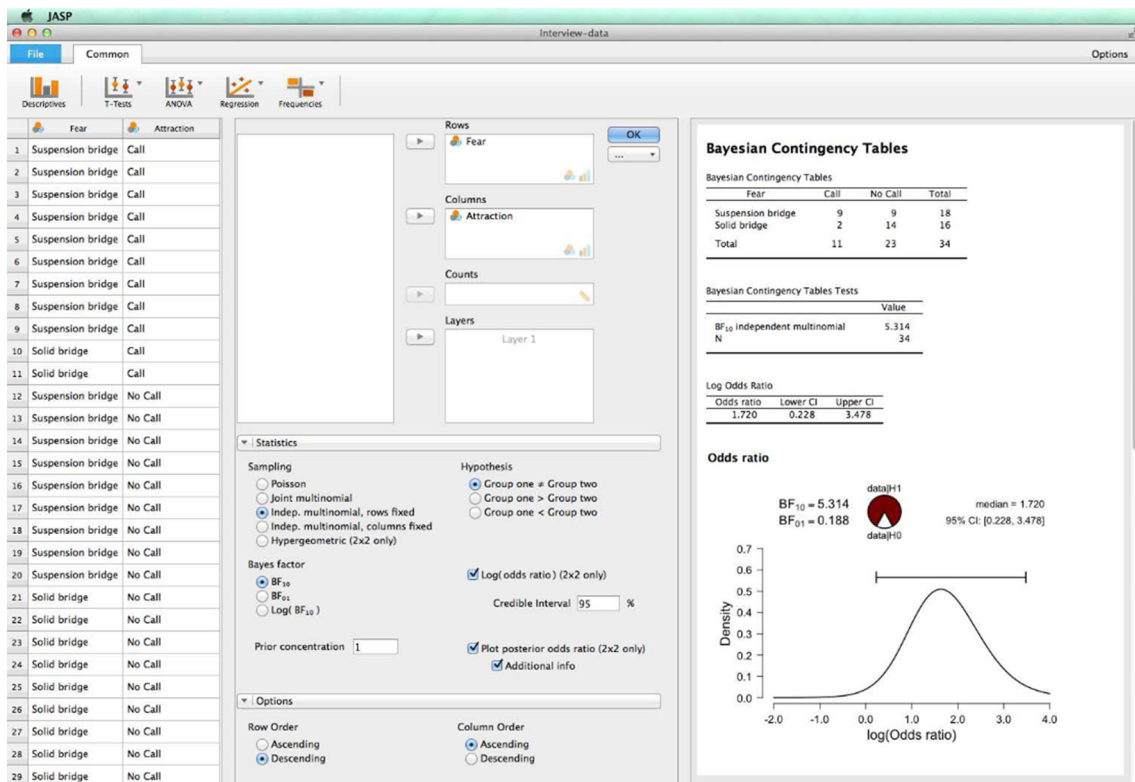 JASP
Interview-data
File Common Options
Descriptives T-Tests ANOVA Regression Frequencies
Fear Attraction
1 Suspension bridge Call
2 Suspension bridge Call
3 Suspension bridge Call
4 Suspension bridge Call
5 Suspension bridge Call
6 Suspension bridge Call
7 Suspension bridge Call
8 Suspension bridge Call
9 Suspension bridge Call
10 Solid bridge Call
11 Solid bridge Call
12 Suspension bridge No Call
13 Suspension bridge No Call
14 Suspension bridge No Call
15 Suspension bridge No Call
16 Suspension bridge No Call
17 Suspension bridge No Call
18 Suspension bridge No Call
19 Suspension bridge No Call
20 Suspension bridge No Call
21 Solid bridge No Call
22 Solid bridge No Call
23 Solid bridge No Call
24 Solid bridge No Call
25 Solid bridge No Call
26 Solid bridge No Call
27 Solid bridge No Call
28 Solid bridge No Call
29 Solid bridge No Call
Rows
Fear
OK
...
Columns
Attraction
Counts
Layers
Layer 1
Statistics
Sampling
Poisson
Joint multinomial
Indep. multinomial, rows fixed
Indep. multinomial, columns fixed
Hypergeometric (2x2 only)
Hypothesis
Group one ≠ Group two
Group one > Group two
Group one < Group two
Bayes factor
BF₁₀
BF₀₁
Log( BF₁₀ )
Log( odds ratio ) (2x2 only)
Credible Interval 95 %
Prior concentration 1
Plot posterior odds ratio (2x2 only)
Additional info
Options
Row Order
Ascending
Descending
Column Order
Ascending
Descending
Bayesian Contingency Tables
Bayesian Contingency Tables
Fear Call No Call Total
Suspension bridge 9 9 18
Solid bridge 2 14 16
Total 11 23 34
Bayesian Contingency Tables Tests
Value
BF₁₀ independent multinomial 5.314
N 34
Log Odds Ratio
Odds ratio Lower CI Upper CI
1.720 0.228 3.478
Odds ratio
data|H1
BF₁₀ = 5.314 median = 1.720
BF₀₁ = 0.188 95% CI: [0.228, 3.478]
data|H0
0.7
0.6
0.5
0.4
0.3
0.2
0.1
0.0
Density
-2.0 -1.0 0.0 1.0 2.0 3.0 4.0
log(Odds ratio)